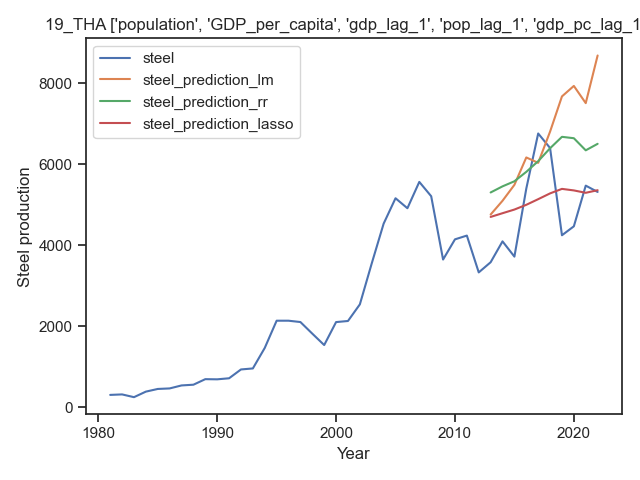 19_THA ['population', 'GDP_per_capita', 'gdp_lag_1', 'pop_lag_1', 'gdp_pc_lag_1
steel
steel_prediction_lm
steel_prediction_rr
steel_prediction_lasso
Steel production
8000
6000
4000
2000
0
1980
1990
2000
2010
2020
Year